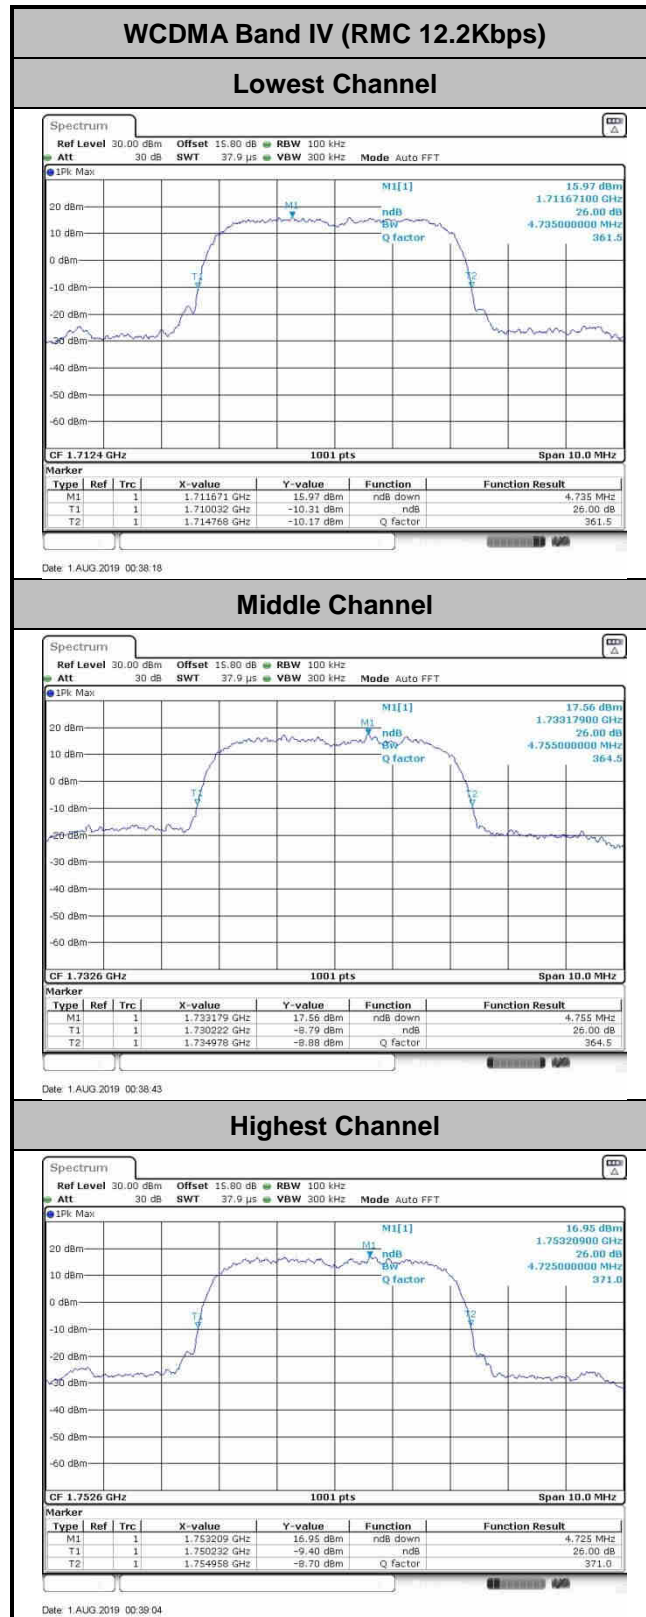 WCDMA Band IV (RMC 12.2Kbps)
Lowest Channel
Spectrum
Ref Level 30.00 dBm Offset 15.80 dB RBW 100 kHz
Att 30 dB SWT 37.9 µs VBW 300 kHz Mode Auto FFT
1Pk Max
M1[1] 15.97 dBm
1.71167100 GHz
M1
20 dBm
ndB 26.00 dB
Bw 4.735000000 MHz
10 dBm
Q factor 361.5
0 dBm
T1 T2
-10 dBm
-20 dBm
-30 dBm
-40 dBm
-50 dBm
-60 dBm
CF 1.7124 GHz 1001 pts Span 10.0 MHz
Marker
Type Ref Trc X-value Y-value Function Function Result
M1 1 1.711671 GHz 15.97 dBm ndB down 4.735 MHz
T1 1 1.710032 GHz -10.31 dBm ndB 26.00 dB
T2 1 1.714768 GHz -10.17 dBm Q factor 361.5
Date: 1.AUG.2019 00:38:18
Middle Channel
Spectrum
Ref Level 30.00 dBm Offset 15.80 dB RBW 100 kHz
Att 30 dB SWT 37.9 µs VBW 300 kHz Mode Auto FFT
1Pk Max
M1[1] 17.56 dBm
1.73317900 GHz
M1
20 dBm
ndB 26.00 dB
Bw 4.755000000 MHz
10 dBm
Q factor 364.5
0 dBm
T1 T2
-10 dBm
-20 dBm
-30 dBm
-40 dBm
-50 dBm
-60 dBm
CF 1.7326 GHz 1001 pts Span 10.0 MHz
Marker
Type Ref Trc X-value Y-value Function Function Result
M1 1 1.733179 GHz 17.56 dBm ndB down 4.755 MHz
T1 1 1.730222 GHz -8.79 dBm ndB 26.00 dB
T2 1 1.734978 GHz -8.88 dBm Q factor 364.5
Date: 1.AUG.2019 00:38:43
Highest Channel
Spectrum
Ref Level 30.00 dBm Offset 15.80 dB RBW 100 kHz
Att 30 dB SWT 37.9 µs VBW 300 kHz Mode Auto FFT
1Pk Max
M1[1] 16.95 dBm
1.75320900 GHz
M1
20 dBm
ndB 26.00 dB
Bw 4.725000000 MHz
10 dBm
Q factor 371.0
0 dBm
T1 T2
-10 dBm
-20 dBm
-30 dBm
-40 dBm
-50 dBm
-60 dBm
CF 1.7526 GHz 1001 pts Span 10.0 MHz
Marker
Type Ref Trc X-value Y-value Function Function Result
M1 1 1.753209 GHz 16.95 dBm ndB down 4.725 MHz
T1 1 1.750232 GHz -9.40 dBm ndB 26.00 dB
T2 1 1.754958 GHz -8.70 dBm Q factor 371.0
Date: 1.AUG.2019 00:39:04